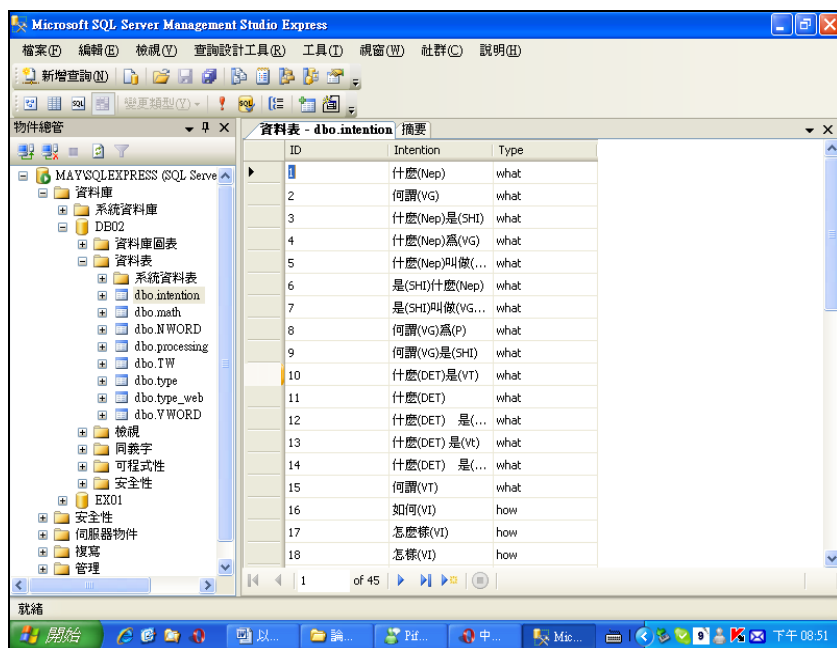 Microsoft SQL Server Management Studio Express
檔案(F) 編輯(E) 檢視(V) 查詢設計工具(R) 工具(T) 視窗(W) 社群(C) 說明(H)
新增查詢(N)
SQL 變更類型(Y)
物件總管
資料表 - dbo.intention 摘要
MAY\SQLEXPRESS (SQL Serve
資料庫
系統資料庫
DB02
資料庫圖表
資料表
系統資料表
dbo.intention
dbo.math
dbo.NWORD
dbo.processing
dbo.TW
dbo.type
dbo.type_web
dbo.VWORD
檢視
同義字
可程式性
安全性
EX01
安全性
伺服器物件
複寫
管理
ID Intention Type
1 什麼(Nep) what
2 何謂(VG) what
3 什麼(Nep)是(SHI) what
4 什麼(Nep)爲(VG) what
5 什麼(Nep)叫做(... what
6 是(SHI)什麼(Nep) what
7 是(SHI)叫做(VG... what
8 何謂(VG)爲(P) what
9 何謂(VG)是(SHI) what
10 什麼(DET)是(VT) what
11 什麼(DET) what
12 什麼(DET) 是(... what
13 什麼(DET) 是(Vt) what
14 什麼(DET) 是(... what
15 何謂(VT) what
16 如何(VI) how
17 怎麼樣(VI) how
18 怎樣(VI) how
1 of 45
就緒
開始 以... 論... Pif... 中... Mic... 下午 08:51